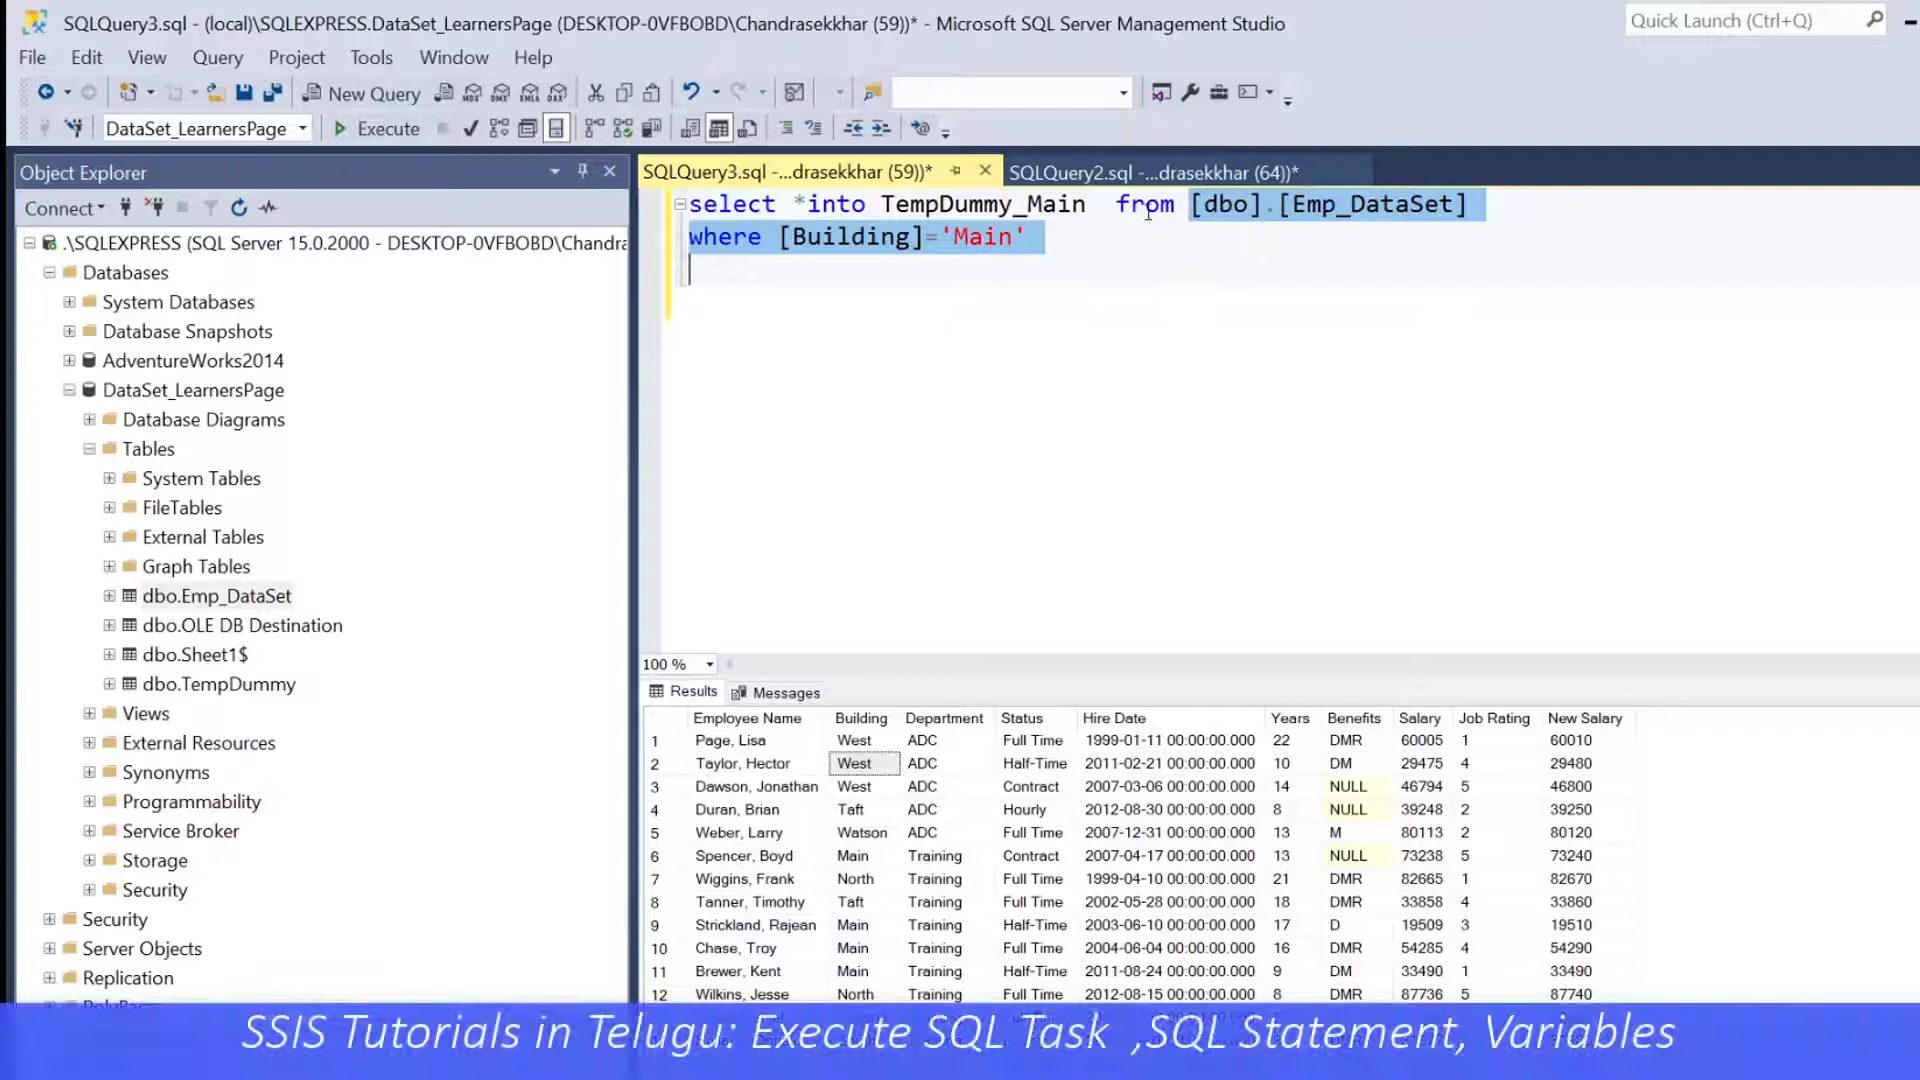 SQLQuery3.sql - (local)\SQLEXPRESS.DataSet_LearnersPage (DESKTOP-0VFBOBD\Chandrasekkhar (59))* - Microsoft SQL Server Management Studio
Quick Launch (Ctrl+Q)
File Edit View Query Project Tools Window Help
New Query
DataSet_LearnersPage Execute
Object Explorer
SQLQuery3.sql -...drasekkhar (59))*
SQLQuery2.sql -...drasekkhar (64))*
Connect
.\SQLEXPRESS (SQL Server 15.0.2000 - DESKTOP-0VFBOBD\Chandra
Databases
System Databases
Database Snapshots
AdventureWorks2014
DataSet_LearnersPage
Database Diagrams
Tables
System Tables
FileTables
External Tables
Graph Tables
dbo.Emp_DataSet
dbo.OLE DB Destination
dbo.Sheet1$
dbo.TempDummy
Views
External Resources
Synonyms
Programmability
Service Broker
Storage
Security
Security
Server Objects
Replication
select *into TempDummy_Main from [dbo].[Emp_DataSet]
where [Building]='Main'
100 %
Results Messages
Employee Name Building Department Status Hire Date Years Benefits Salary Job Rating New Salary
1 Page, Lisa West ADC Full Time 1999-01-11 00:00:00.000 22 DMR 60005 1 60010
2 Taylor, Hector West ADC Half-Time 2011-02-21 00:00:00.000 10 DM 29475 4 29480
3 Dawson, Jonathan West ADC Contract 2007-03-06 00:00:00.000 14 NULL 46794 5 46800
4 Duran, Brian Taft ADC Hourly 2012-08-30 00:00:00.000 8 NULL 39248 2 39250
5 Weber, Larry Watson ADC Full Time 2007-12-31 00:00:00.000 13 M 80113 2 80120
6 Spencer, Boyd Main Training Contract 2007-04-17 00:00:00.000 13 NULL 73238 5 73240
7 Wiggins, Frank North Training Full Time 1999-04-10 00:00:00.000 21 DMR 82665 1 82670
8 Tanner, Timothy Taft Training Full Time 2002-05-28 00:00:00.000 18 DMR 33858 4 33860
9 Strickland, Rajean Main Training Half-Time 2003-06-10 00:00:00.000 17 D 19509 3 19510
10 Chase, Troy Main Training Full Time 2004-06-04 00:00:00.000 16 DMR 54285 4 54290
11 Brewer, Kent Main Training Half-Time 2011-08-24 00:00:00.000 9 DM 33490 1 33490
12 Wilkins, Jesse North Training Full Time 2012-08-15 00:00:00.000 8 DMR 87736 5 87740
SSIS Tutorials in Telugu: Execute SQL Task ,SQL Statement, Variables